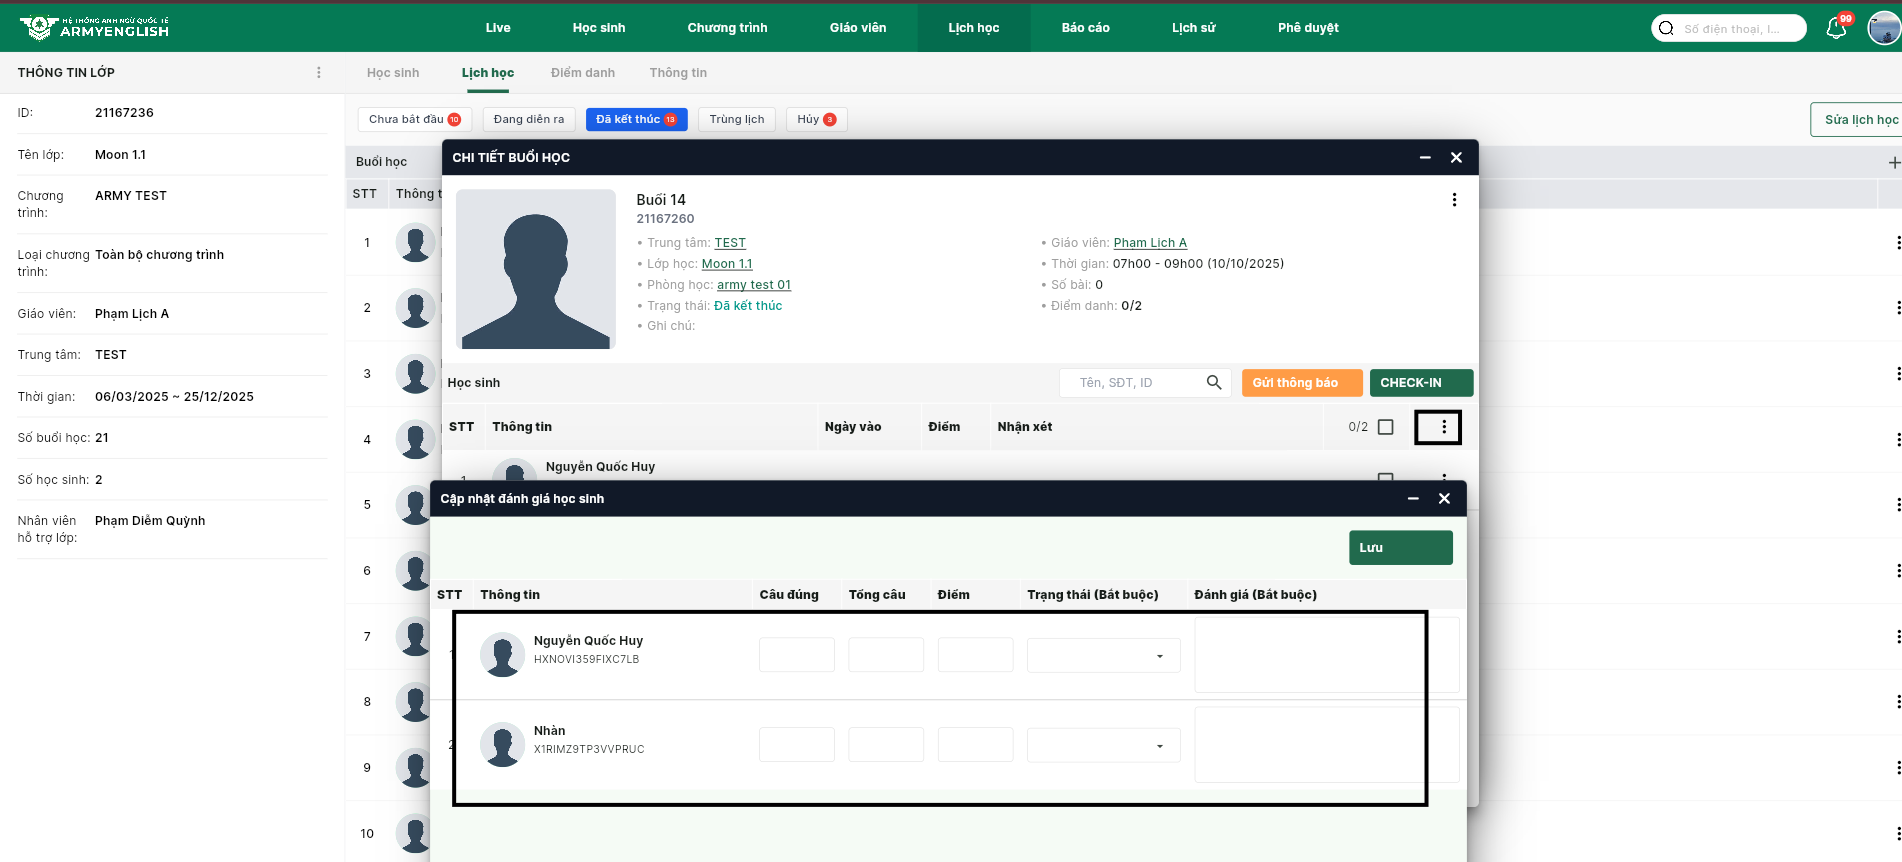 HỆ THỐNG ANH NGỮ QUỐC TẾ
ARMYENGLISH
Live
Học sinh
Chương trình
Giáo viên
Lịch học
Báo cáo
Lịch sử
Phê duyệt
Số điện thoại, I...
99
THÔNG TIN LỚP
Học sinh
Lịch học
Điểm danh
Thông tin
ID: 21167236
Tên lớp: Moon 1.1
Chương trình: ARMY TEST
Loại chương trình: Toàn bộ chương trình
Giáo viên: Phạm Lịch A
Trung tâm: TEST
Thời gian: 06/03/2025 ~ 25/12/2025
Số buổi học: 21
Số học sinh: 2
Nhân viên hỗ trợ lớp: Phạm Diễm Quỳnh
Chưa bắt đầu 10
Đang diễn ra
Đã kết thúc 13
Trùng lịch
Hủy 3
Sửa lịch học
Buổi học
STT
Thông t
1
2
3
4
5
6
7
8
9
10
CHI TIẾT BUỔI HỌC
Buổi 14
21167260
• Trung tâm: TEST
• Lớp học: Moon 1.1
• Phòng học: army test 01
• Trạng thái: Đã kết thúc
• Ghi chú:
• Giáo viên: Phạm Lịch A
• Thời gian: 07h00 - 09h00 (10/10/2025)
• Số bài: 0
• Điểm danh: 0/2
Học sinh
Tên, SĐT, ID
Gửi thông báo
CHECK-IN
STT
Thông tin
Ngày vào
Điểm
Nhận xét
0/2
1
Nguyễn Quốc Huy
Cập nhật đánh giá học sinh
Lưu
STT
Thông tin
Câu đúng
Tổng câu
Điểm
Trạng thái (Bắt buộc)
Đánh giá (Bắt buộc)
1
Nguyễn Quốc Huy
HXNOVI359FIXC7LB
2
Nhàn
X1RIMZ9TP3VVPRUC